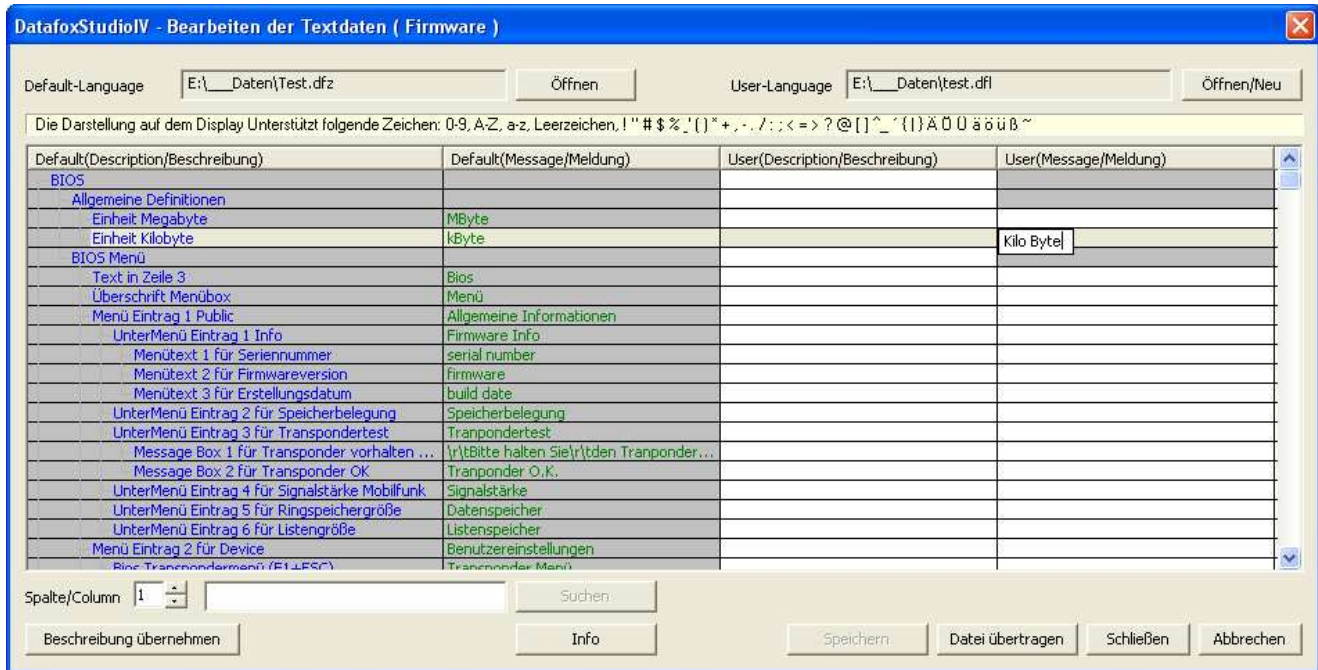 DatafoxStudioIV - Bearbeiten der Textdaten ( Firmware )
Default-Language E:\___Daten\Test.dfz Öffnen User-Language E:\___Daten\test.dfl Öffnen/Neu
Die Darstellung auf dem Display Unterstützt folgende Zeichen: 0-9, A-Z, a-z, Leerzeichen, ! " # $ % ' ( ) * + , - . / : ; < = > ? @ [ ] ^ _ ´ { | } Ä Ö Ü ä ö ü ß ~
Default(Description/Beschreibung) Default(Message/Meldung) User(Description/Beschreibung) User(Message/Meldung)
BIOS
Allgemeine Definitionen
Einheit Megabyte MByte
Einheit Kilobyte kByte Kilo Byte
BIOS Menü
Text in Zeile 3 Bios
Überschrift Menübox Menü
Menü Eintrag 1 Public Allgemeine Informationen
UnterMenü Eintrag 1 Info Firmware Info
Menütext 1 für Seriennummer serial number
Menütext 2 für Firmwareversion firmware
Menütext 3 für Erstellungsdatum build date
UnterMenü Eintrag 2 für Speicherbelegung Speicherbelegung
UnterMenü Eintrag 3 für Transpondertest Tranpondertest
Message Box 1 für Transponder vorhalten ... \r\tBitte halten Sie\r\tden Tranponder...
Message Box 2 für Transponder OK Tranponder O.K.
UnterMenü Eintrag 4 für Signalstärke Mobilfunk Signalstärke
UnterMenü Eintrag 5 für Ringspeichergröße Datenspeicher
UnterMenü Eintrag 6 für Listengröße Listenspeicher
Menü Eintrag 2 für Device Benutzereinstellungen
Bios Transpondermenü (F1+ESC) Transponder Menü
Spalte/Column 1 Suchen
Beschreibung übernehmen Info Speichern Datei übertragen Schließen Abbrechen